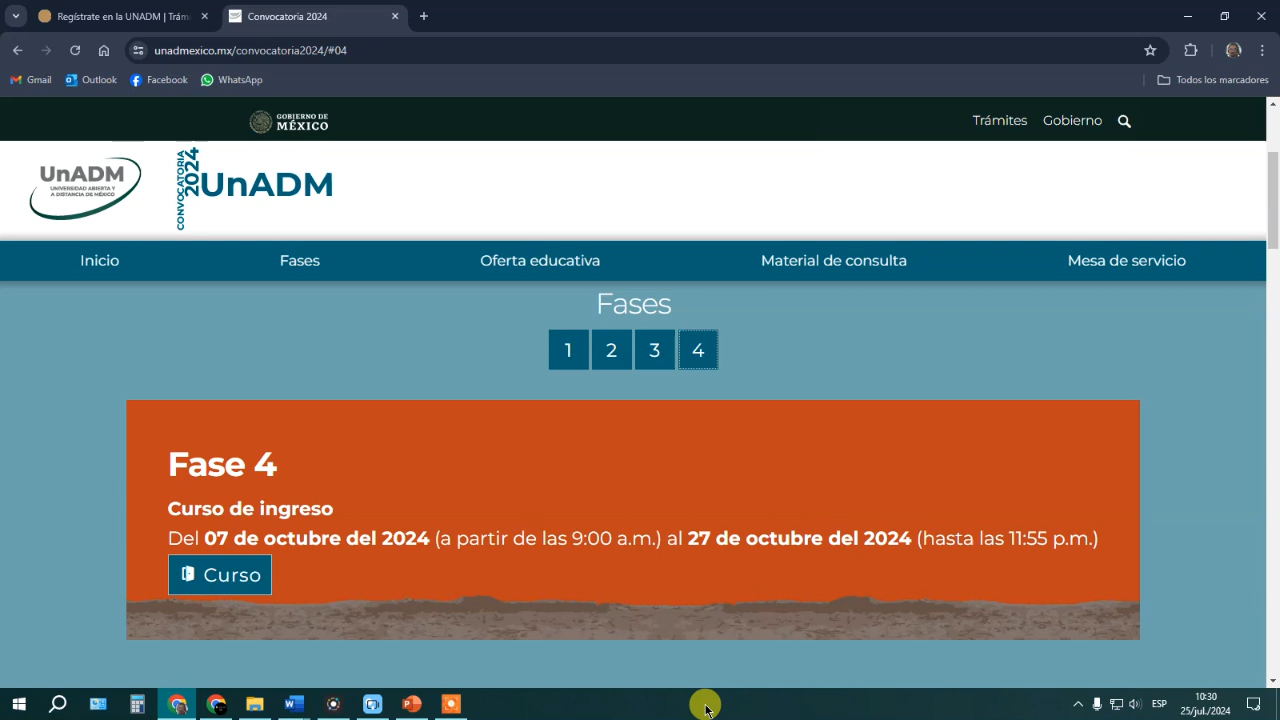 Regístrate en la UNADM | Trám
Convocatoria 2024
unadmexico.mx/convocatoria2024/#04
Gmail
Outlook
Facebook
WhatsApp
Todos los marcadores
GOBIERNO DE
MÉXICO
Trámites
Gobierno
UnADM
UNIVERSIDAD ABIERTA Y
A DISTANCIA DE MÉXICO
CONVOCATORIA
2024
UnADM
Inicio
Fases
Oferta educativa
Material de consulta
Mesa de servicio
Fases
1 2 3 4
Fase 4
Curso de ingreso
Del 07 de octubre del 2024 (a partir de las 9:00 a.m.) al 27 de octubre del 2024 (hasta las 11:55 p.m.)
Curso
ESP
10:30
25/jul./2024